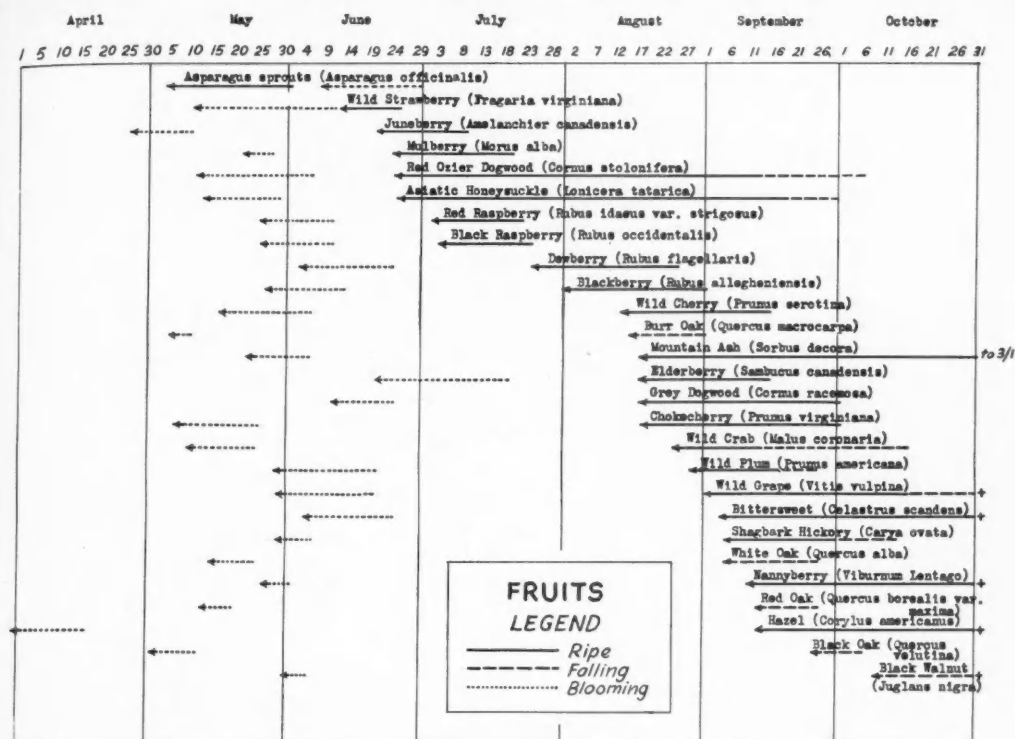 April May June July August September October
1 5 10 15 20 25 30 5 10 15 20 25 30 4 9 14 19 24 29 3 8 13 18 23 28 2 7 12 17 22 27 1 6 11 16 21 26 1 6 11 16 21 26 31
Asparagus sprouts (Asparagus officinalis)
Wild Strawberry (Fragaria virginiana)
Juneberry (Amelanchier canadensis)
Mulberry (Morus alba)
Red Ozier Dogwood (Cornus stolonifera)
Asiatic Honeysuckle (Lonicera tatarica)
Red Raspberry (Rubus idaeus var. strigosus)
Black Raspberry (Rubus occidentalis)
Dewberry (Rubus flagellaris)
Blackberry (Rubus allegheniensis)
Wild Cherry (Prunus serotina)
Burr Oak (Quercus macrocarpa)
Mountain Ash (Sorbus decora)
to 3/1
Elderberry (Sambucus canadensis)
Grey Dogwood (Cornus racemosa)
Chokecherry (Prunus virginiana)
Wild Crab (Malus coronaria)
Wild Plum (Prunus americana)
Wild Grape (Vitis vulpina)
+
Bittersweet (Celastrus scandens)
+
Shagbark Hickory (Carya ovata)
White Oak (Quercus alba)
Nannyberry (Viburnum Lentago)
+
Red Oak (Quercus borealis var.
maxima)
Hazel (Corylus americanus)
+
Black Oak (Quercus
velutina)
Black Walnut
+
(Juglans nigra)
FRUITS
LEGEND
Ripe
Falling
Blooming